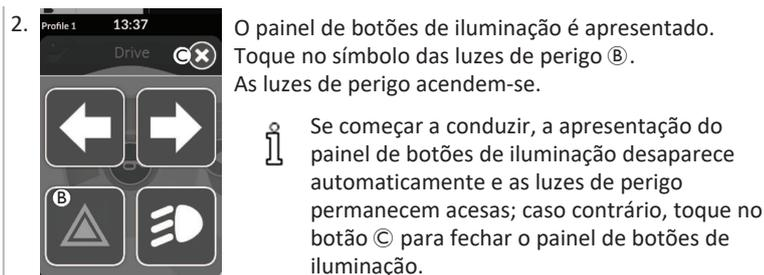 2.
Profile 1 13:37
Drive Ⓒ
Ⓑ
O painel de botões de iluminação é apresentado.
Toque no símbolo das luzes de perigo Ⓑ.
As luzes de perigo acendem-se.
Se começar a conduzir, a apresentação do
painel de botões de iluminação desaparece
automaticamente e as luzes de perigo
permanecem acesas; caso contrário, toque no
botão Ⓒ para fechar o painel de botões de
iluminação.